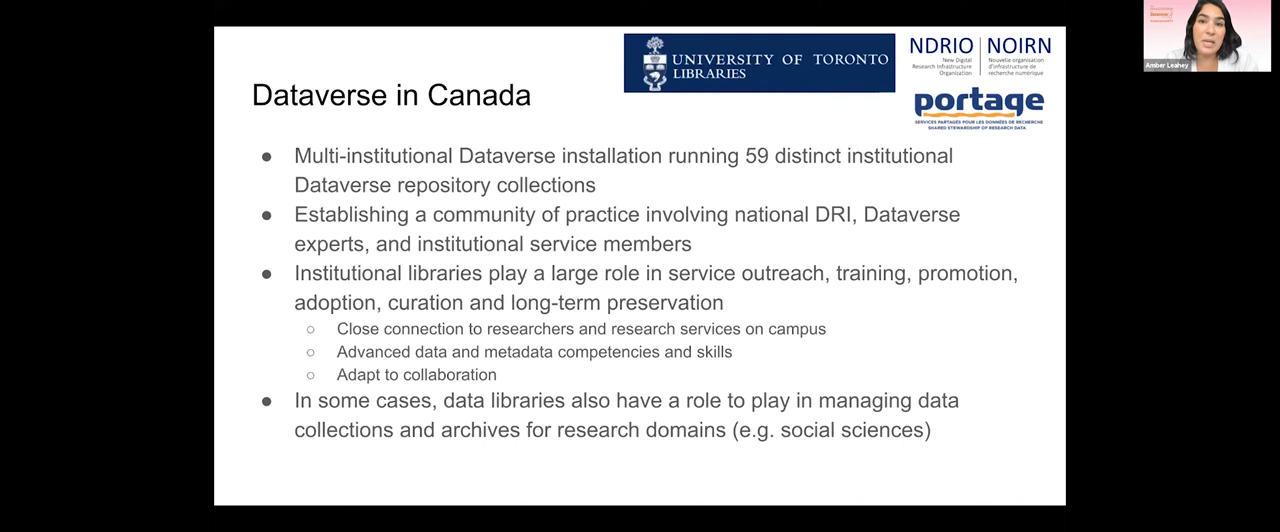 UNIVERSITY OF TORONTO
LIBRARIES
NDRIO NOIRN
New Digital
Research Infrastructure
Organization
Nouvelle organisation
d'infrastructure de
recherche numérique
portage
SERVICES PARTAGÉS POUR LES DONNÉES DE RECHERCHE
SHARED STEWARDSHIP OF RESEARCH DATA
Amber Leahey
Dataverse in Canada
● Multi-institutional Dataverse installation running 59 distinct institutional
Dataverse repository collections
● Establishing a community of practice involving national DRI, Dataverse
experts, and institutional service members
● Institutional libraries play a large role in service outreach, training, promotion,
adoption, curation and long-term preservation
○ Close connection to researchers and research services on campus
○ Advanced data and metadata competencies and skills
○ Adapt to collaboration
● In some cases, data libraries also have a role to play in managing data
collections and archives for research domains (e.g. social sciences)